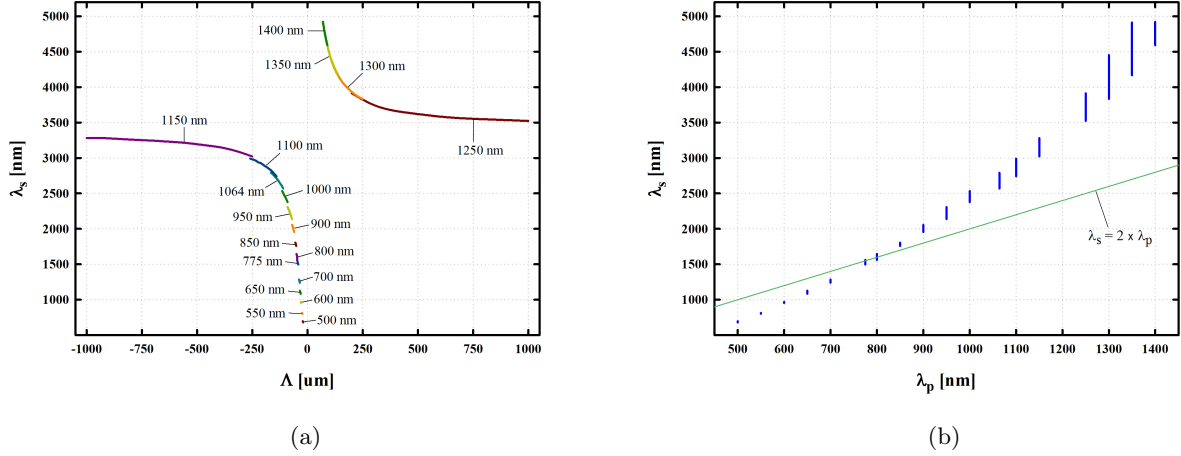 5000
4500
4000
3500
3000
2500
2000
1500
1000
λs [nm]
-1000
-750
-500
-250
0
250
500
750
1000
Λ [um]
1400 nm
1350 nm
1300 nm
1250 nm
1150 nm
1100 nm
1064 nm
1000 nm
950 nm
900 nm
850 nm
800 nm
775 nm
700 nm
650 nm
600 nm
550 nm
500 nm
(a)
5000
4500
4000
3500
3000
2500
2000
1500
1000
λs [nm]
500
600
700
800
900
1000
1100
1200
1300
1400
λp [nm]
λs = 2 x λp
(b)